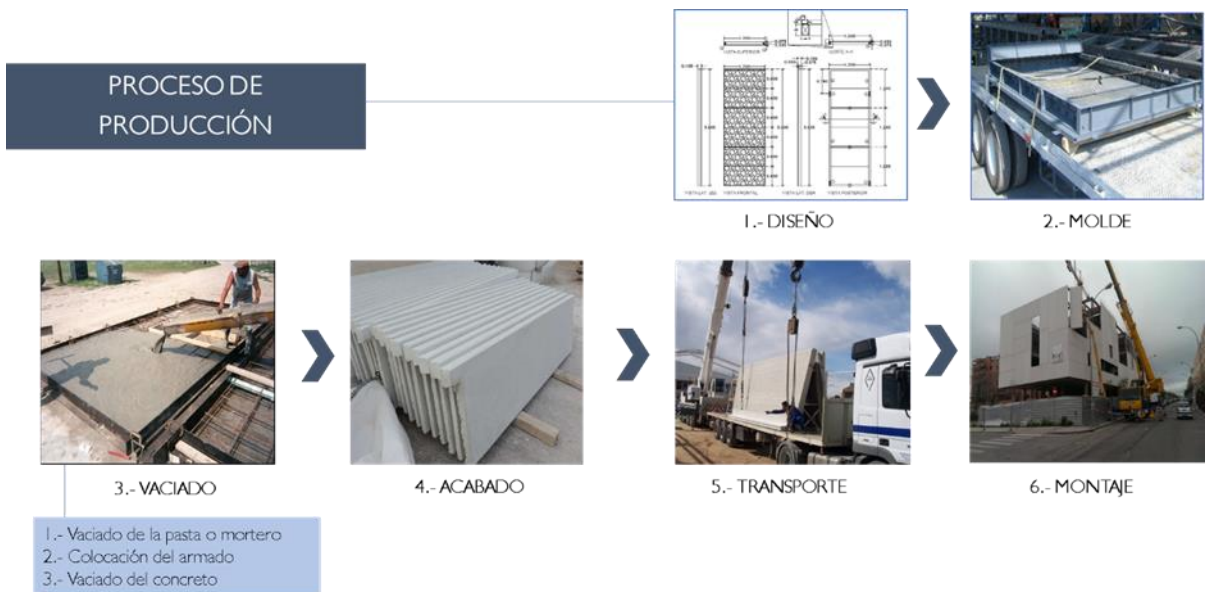 PROCESO DE
PRODUCCIÓN
1.- DISEÑO
2.- MOLDE
3.- VACIADO
4.- ACABADO
5.- TRANSPORTE
6.- MONTAJE
1.- Vaciado de la pasta o mortero
2.- Colocación del armado
3.- Vaciado del concreto